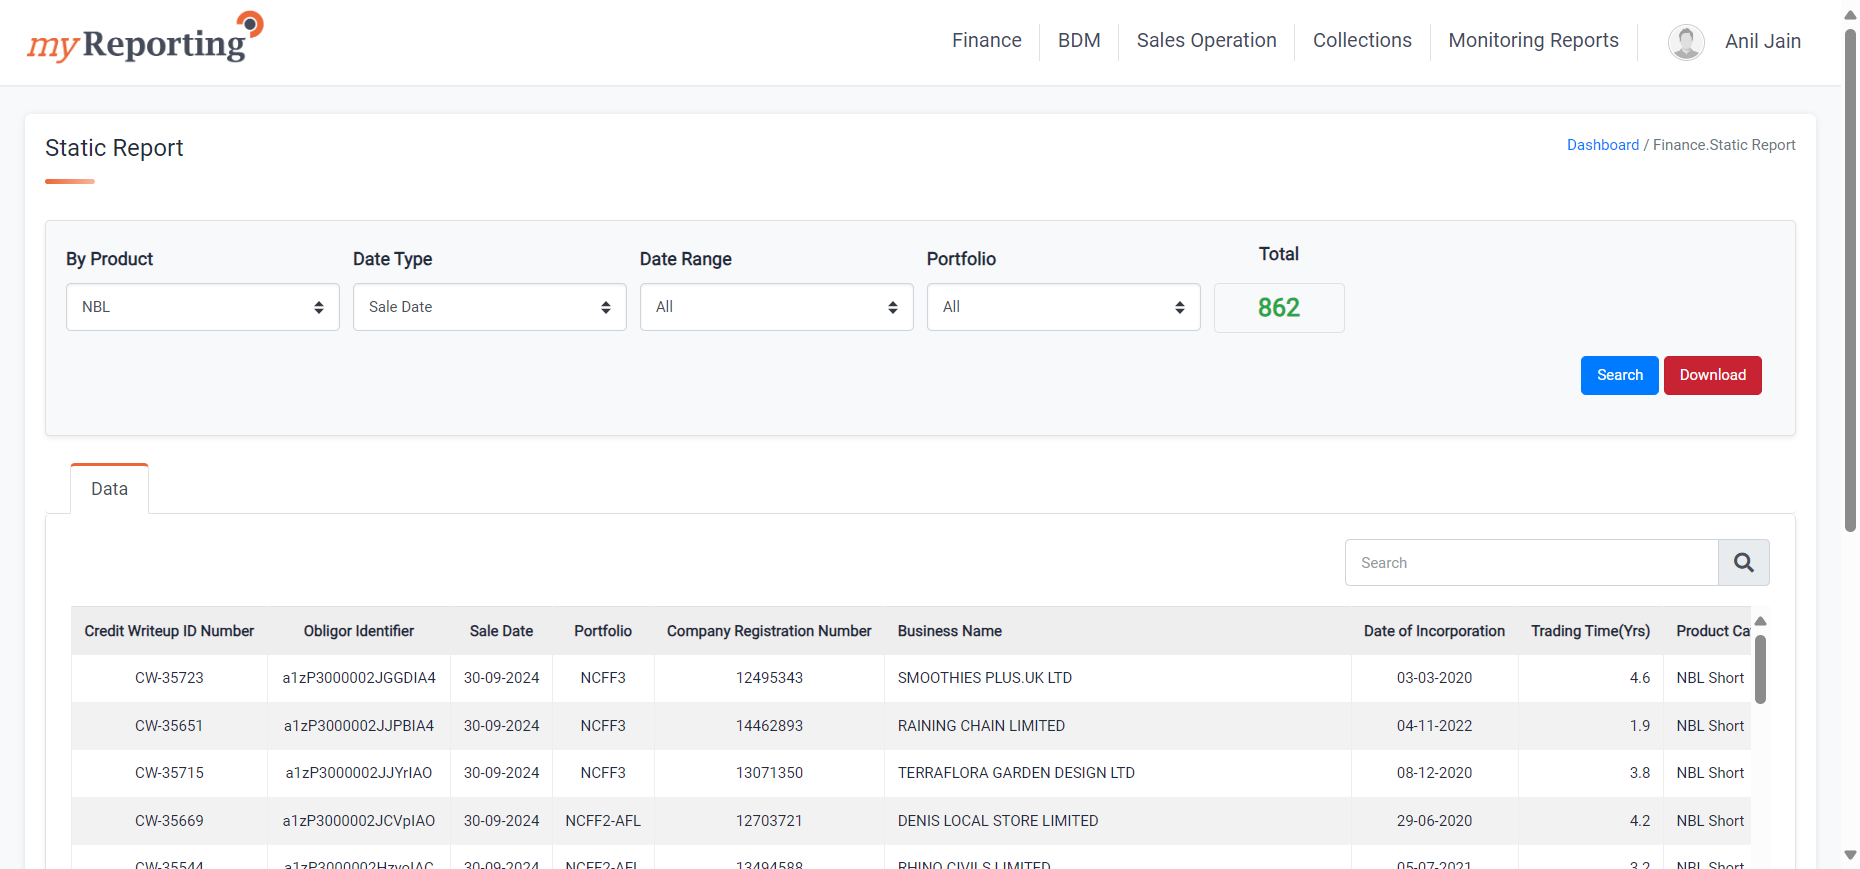 myReporting
Finance
BDM
Sales Operation
Collections
Monitoring Reports
Anil Jain
Static Report
Dashboard / Finance.Static Report
By Product
Date Type
Date Range
Portfolio
Total
NBL
Sale Date
All
All
862
Search
Download
Data
Search
Credit Writeup ID Number Obligor Identifier Sale Date Portfolio Company Registration Number Business Name Date of Incorporation Trading Time(Yrs) Product Ca
CW-35723 a1zP3000002JGGDIA4 30-09-2024 NCFF3 12495343 SMOOTHIES PLUS.UK LTD 03-03-2020 4.6 NBL Short
CW-35651 a1zP3000002JJPBIA4 30-09-2024 NCFF3 14462893 RAINING CHAIN LIMITED 04-11-2022 1.9 NBL Short
CW-35715 a1zP3000002JJYrIAO 30-09-2024 NCFF3 13071350 TERRAFLORA GARDEN DESIGN LTD 08-12-2020 3.8 NBL Short
CW-35669 a1zP3000002JCVpIAO 30-09-2024 NCFF2-AFL 12703721 DENIS LOCAL STORE LIMITED 29-06-2020 4.2 NBL Short
CW-35544 30-09-2024 NCFF2-AFL 13494588 RHINO CIVILS LIMITED 05-07-2021 3.2 NBL Short